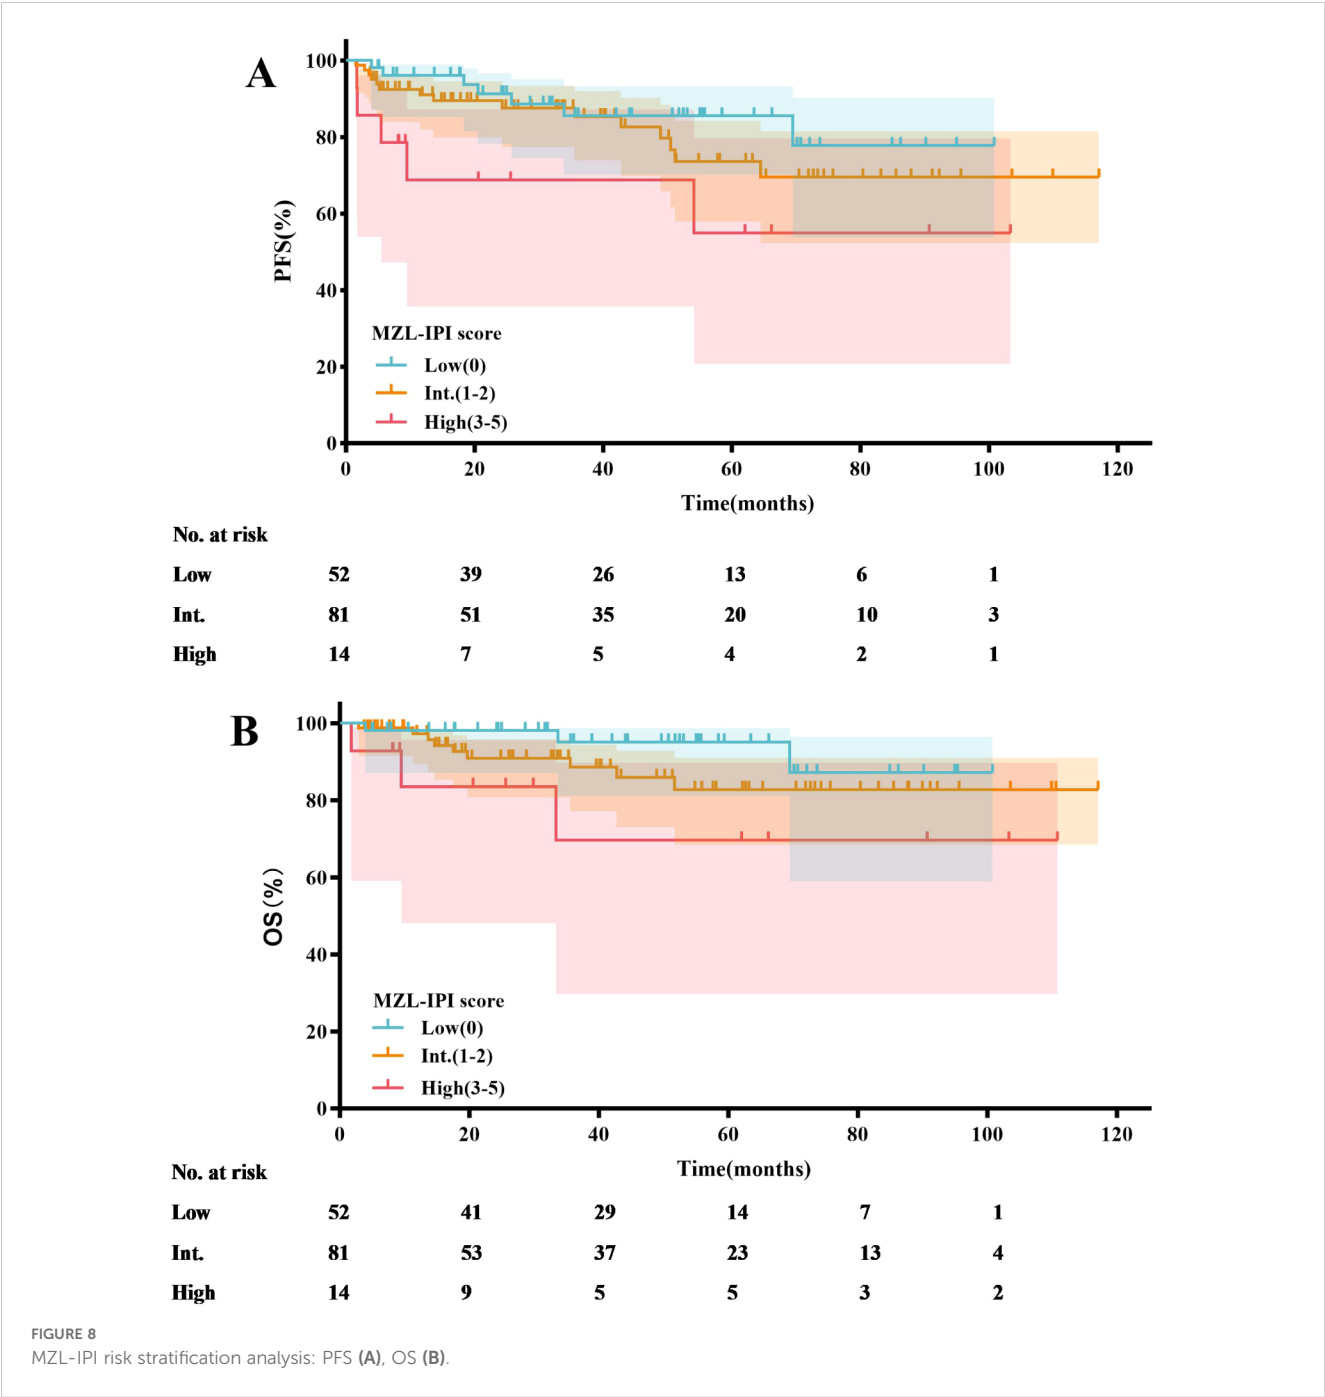 A
PFS(%)
100
80
60
40
20
0
MZL-IPI score
Low(0)
Int.(1-2)
High(3-5)
0 20 40 60 80 100 120
Time(months)
No. at risk
Low 52 39 26 13 6 1
Int. 81 51 35 20 10 3
High 14 7 5 4 2 1
B
OS(%)
100
80
60
40
20
0
MZL-IPI score
Low(0)
Int.(1-2)
High(3-5)
0 20 40 60 80 100 120
Time(months)
No. at risk
Low 52 41 29 14 7 1
Int. 81 53 37 23 13 4
High 14 9 5 5 3 2
FIGURE 8
MZL-IPI risk stratification analysis: PFS (A), OS (B).